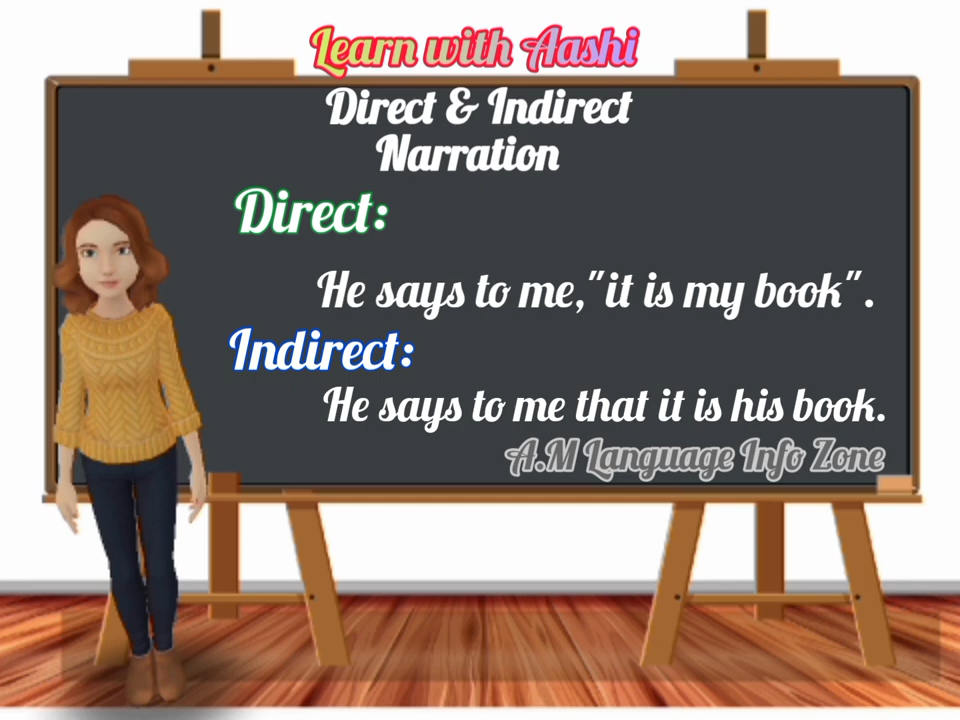 Learn with Aashi
Direct & Indirect
Narration
Direct:
He says to me,"it is my book".
Indirect:
He says to me that it is his book.
A.M Language Info Zone